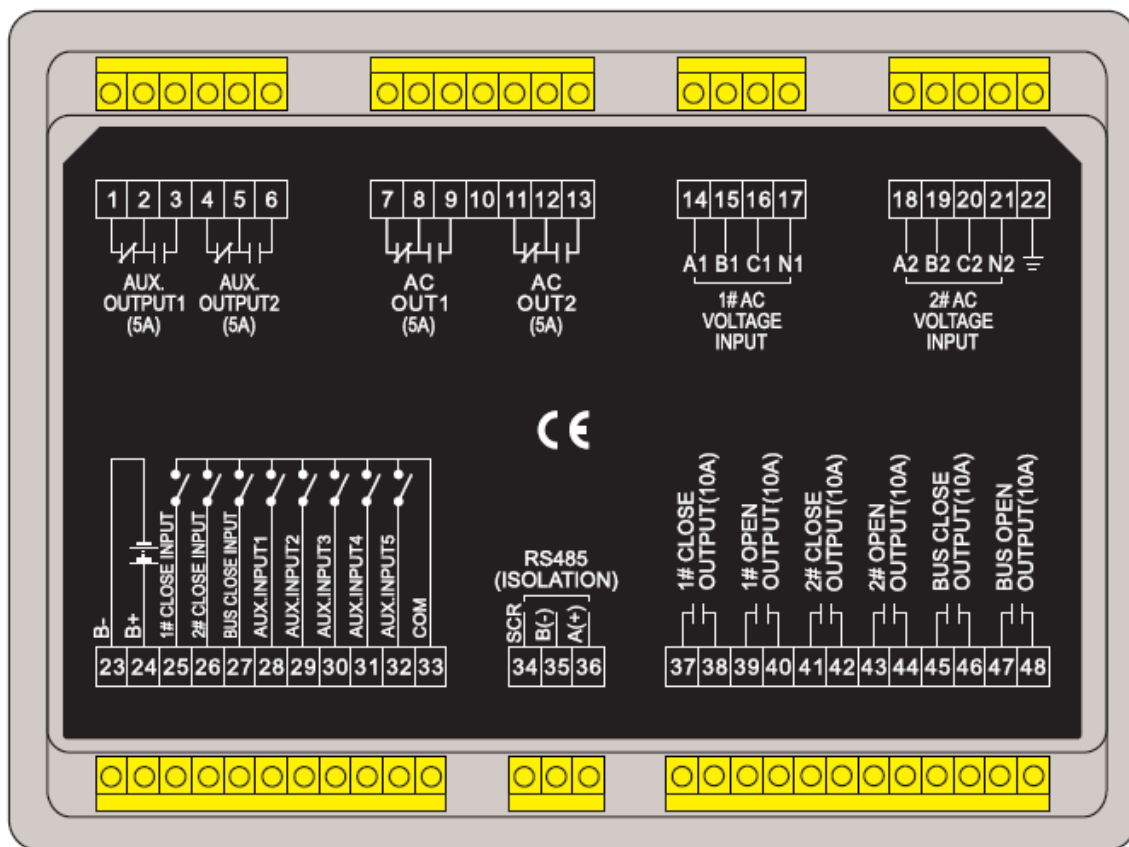 1 2 3 4 5 6
7 8 9 10 11 12 13
14 15 16 17
18 19 20 21 22
AUX.
OUTPUT1
(5A)
AUX.
OUTPUT2
(5A)
AC
OUT1
(5A)
AC
OUT2
(5A)
A1 B1 C1 N1
1# AC
VOLTAGE
INPUT
A2 B2 C2 N2
2# AC
VOLTAGE
INPUT
CE
B-
B+
1# CLOSE INPUT
2# CLOSE INPUT
BUS CLOSE INPUT
AUX.INPUT1
AUX.INPUT2
AUX.INPUT3
AUX.INPUT4
AUX.INPUT5
COM
23 24 25 26 27 28 29 30 31 32 33
RS485
(ISOLATION)
SCR
B(-)
A(+)
34 35 36
1# CLOSE
OUTPUT(10A)
1# OPEN
OUTPUT(10A)
2# CLOSE
OUTPUT(10A)
2# OPEN
OUTPUT(10A)
BUS CLOSE
OUTPUT(10A)
BUS OPEN
OUTPUT(10A)
37 38 39 40 41 42 43 44 45 46 47 48